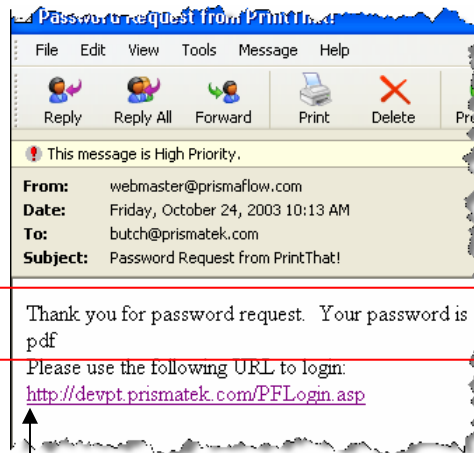 Password Request from PrintThat!
File Edit View Tools Message Help
Reply Reply All Forward Print Delete
This message is High Priority.
From: webmaster@prismaflow.com
Date: Friday, October 24, 2003 10:13 AM
To: butch@prismatek.com
Subject: Password Request from PrintThat!
Thank you for password request. Your password is
pdf
Please use the following URL to login:
http://devpt.prismatek.com/PFLogin.asp